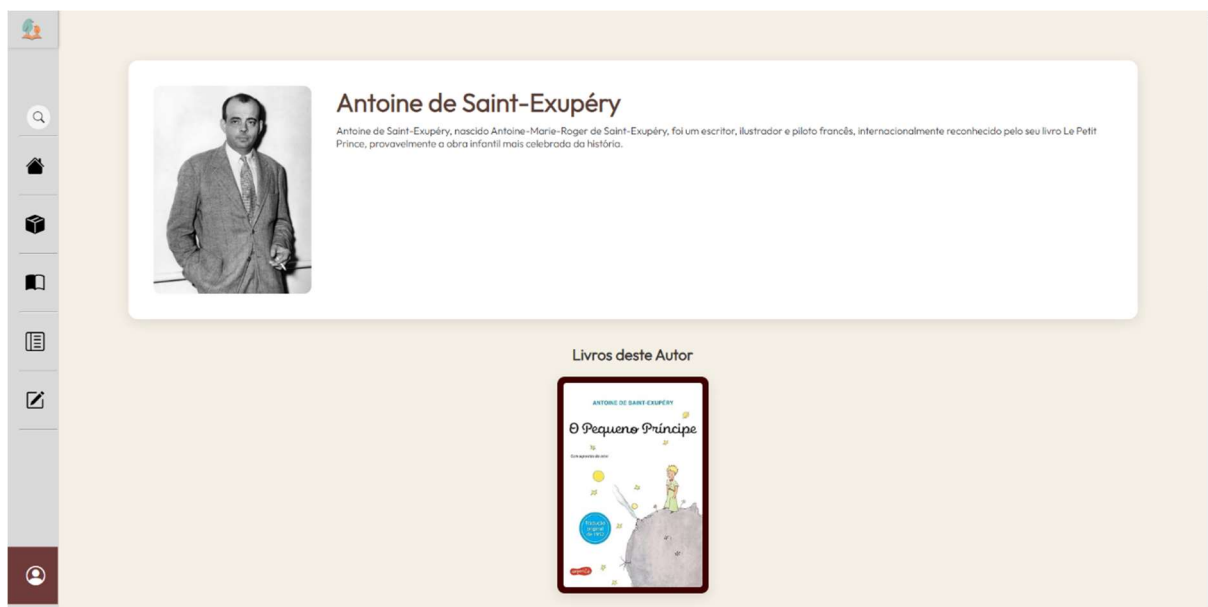 Antoine de Saint-Exupéry
Antoine de Saint-Exupéry, nascido Antoine-Marie-Roger de Saint-Exupéry, foi um escritor, ilustrador e piloto francês, internacionalmente reconhecido pelo seu livro Le Petit
Prince, provavelmente a obra infantil mais celebrada da história.
Livros deste Autor
ANTOINE DE SAINT-EXUPÉRY
O Pequeno Príncipe